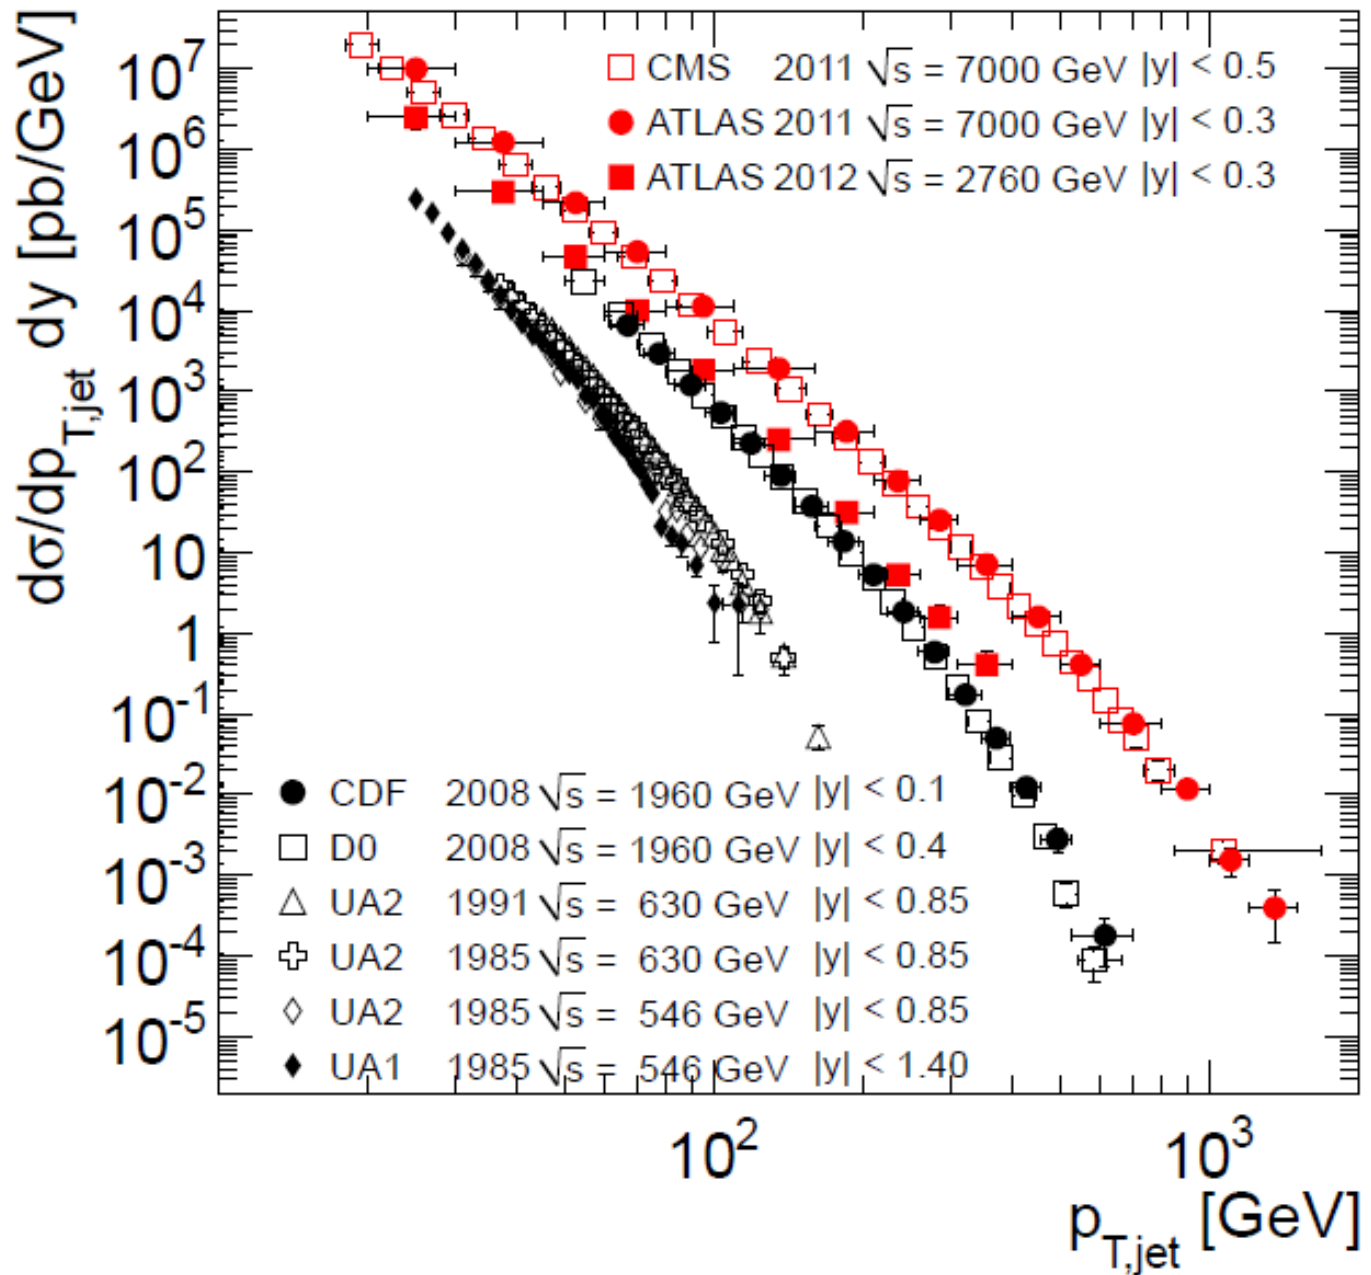 dσ/dp_T,jet dy [pb/GeV]
10^7
10^6
10^5
10^4
10^3
10^2
10
1
10^-1
10^-2
10^-3
10^-4
10^-5
CMS 2011 √s = 7000 GeV |y| < 0.5
ATLAS 2011 √s = 7000 GeV |y| < 0.3
ATLAS 2012 √s = 2760 GeV |y| < 0.3
CDF 2008 √s = 1960 GeV |y| < 0.1
D0 2008 √s = 1960 GeV |y| < 0.4
UA2 1991 √s = 630 GeV |y| < 0.85
UA2 1985 √s = 630 GeV |y| < 0.85
UA2 1985 √s = 546 GeV |y| < 0.85
UA1 1985 √s = 546 GeV |y| < 1.40
10^2 10^3
p_T,jet [GeV]